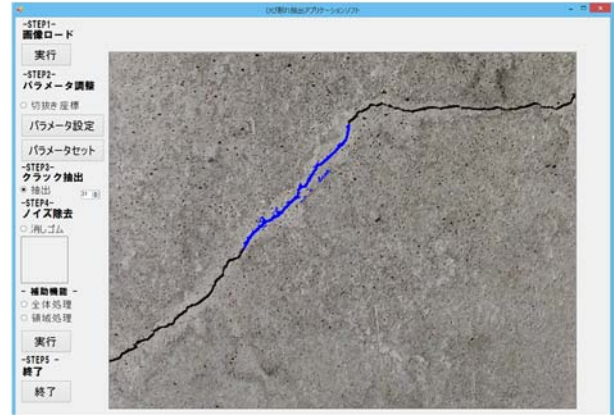 ひび割れ抽出アプリケーションソフト
-STEP1-
画像ロード
実行
-STEP2-
パラメータ調整
切抜き座標
パラメータ設定
パラメータセット
-STEP3-
クラック抽出
抽出
-STEP4-
ノイズ除去
消しゴム
- 補助機能 -
全体処理
領域処理
実行
-STEP5 -
終了
終了